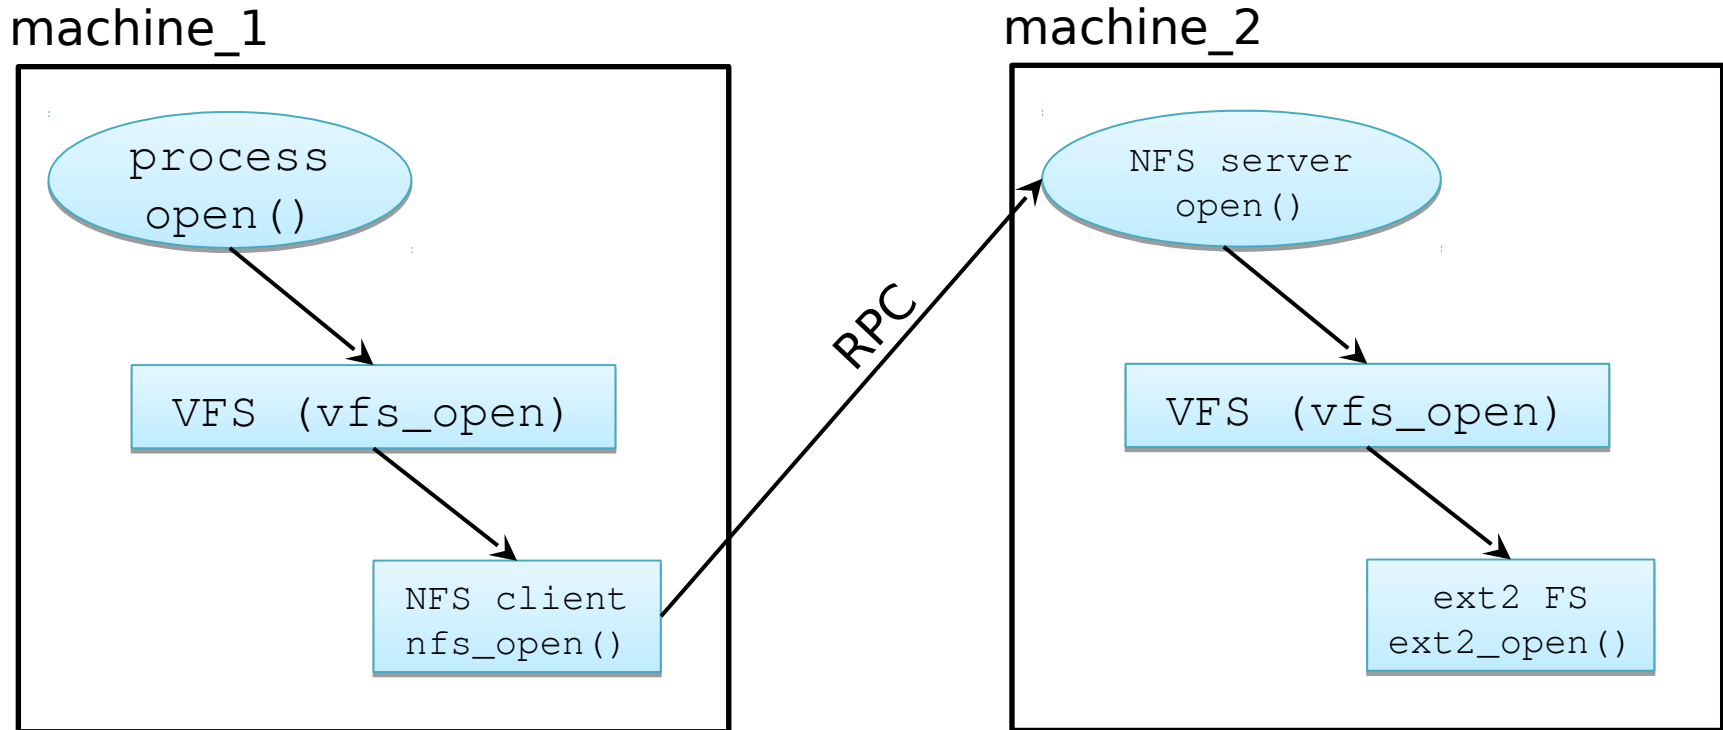 machine_1
process
open()
VFS (vfs_open)
NFS client
nfs_open()
RPC
machine_2
NFS server
open()
VFS (vfs_open)
ext2 FS
ext2_open()